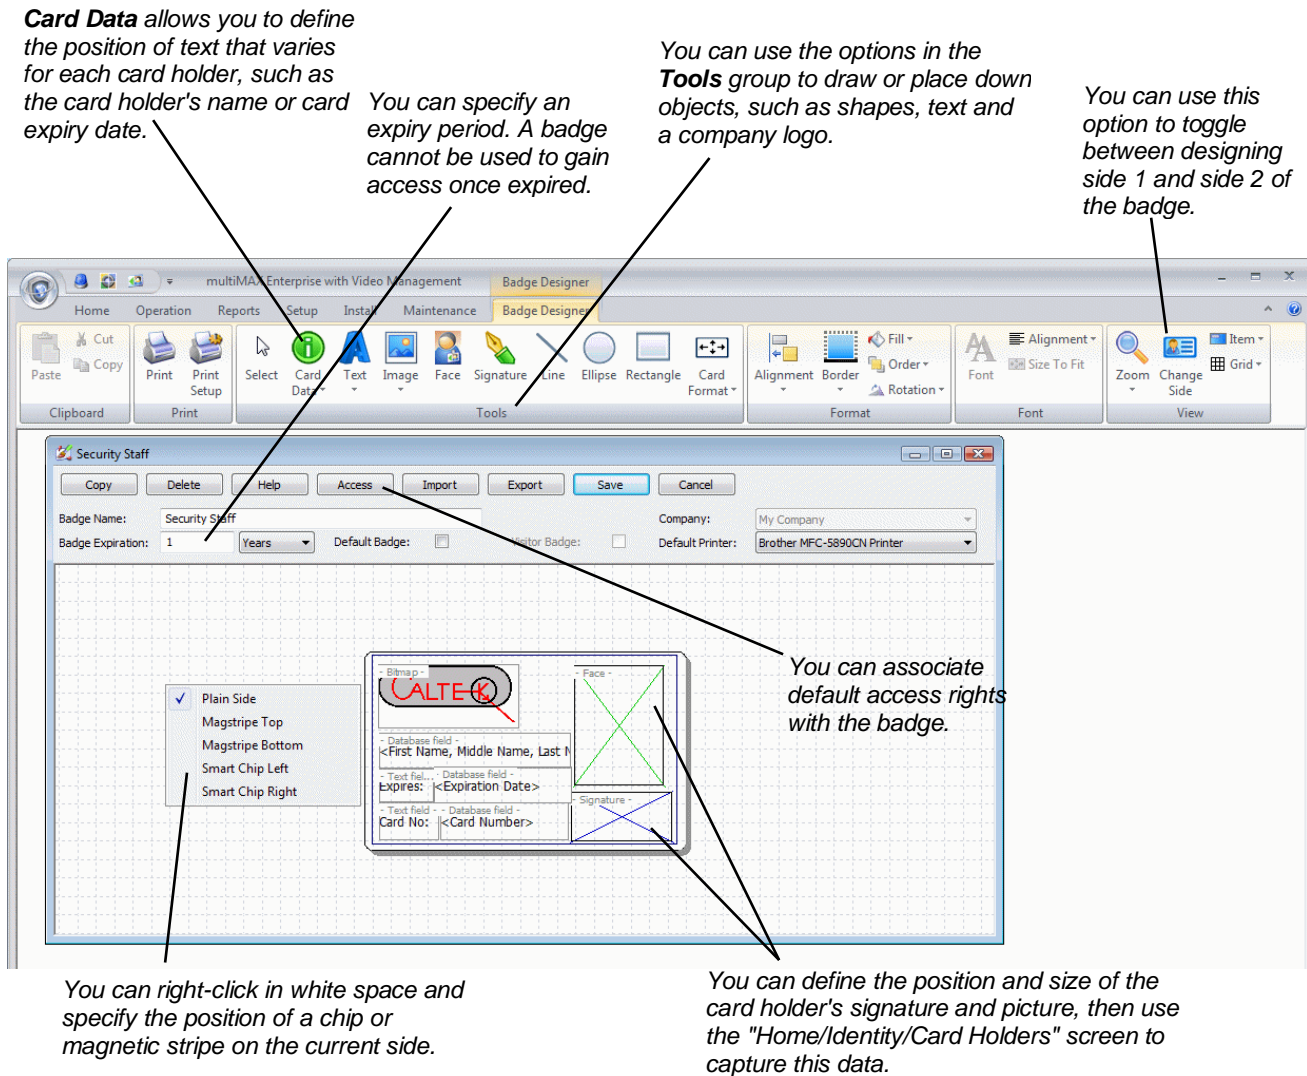 Card Data allows you to define
the position of text that varies
for each card holder, such as
the card holder's name or card
expiry date.
You can specify an
expiry period. A badge
cannot be used to gain
access once expired.
You can use the options in the
Tools group to draw or place down
objects, such as shapes, text and
a company logo.
You can use this
option to toggle
between designing
side 1 and side 2 of
the badge.
multiMAX Enterprise with Video Management
Badge Designer
Home Operation Reports Setup Install Maintenance Badge Designer
Paste
Cut
Copy
Clipboard
Print
Print Setup
Print
Select
Card Data
Text
Image
Face
Signature
Line
Ellipse
Rectangle
Card Format
Tools
Alignment
Border
Fill
Order
Rotation
Format
Font
Alignment
Size To Fit
Font
Zoom
Change Side
Item
Grid
View
Security Staff
Copy Delete Help Access Import Export Save Cancel
Badge Name: Security Staff Company: My Company
Badge Expiration: 1 Years Default Badge: Visitor Badge: Default Printer: Brother MFC-5890CN Printer
Plain Side
Magstripe Top
Magstripe Bottom
Smart Chip Left
Smart Chip Right
- Bitmap -
CALTEK
- Face -
- Database field -
<First Name, Middle Name, Last N
- Text fiel... - Database field -
Expires: <Expiration Date>
- Signature -
- Text field - - Database field -
Card No: <Card Number>
You can associate
default access rights
with the badge.
You can right-click in white space and
specify the position of a chip or
magnetic stripe on the current side.
You can define the position and size of the
card holder's signature and picture, then use
the "Home/Identity/Card Holders" screen to
capture this data.